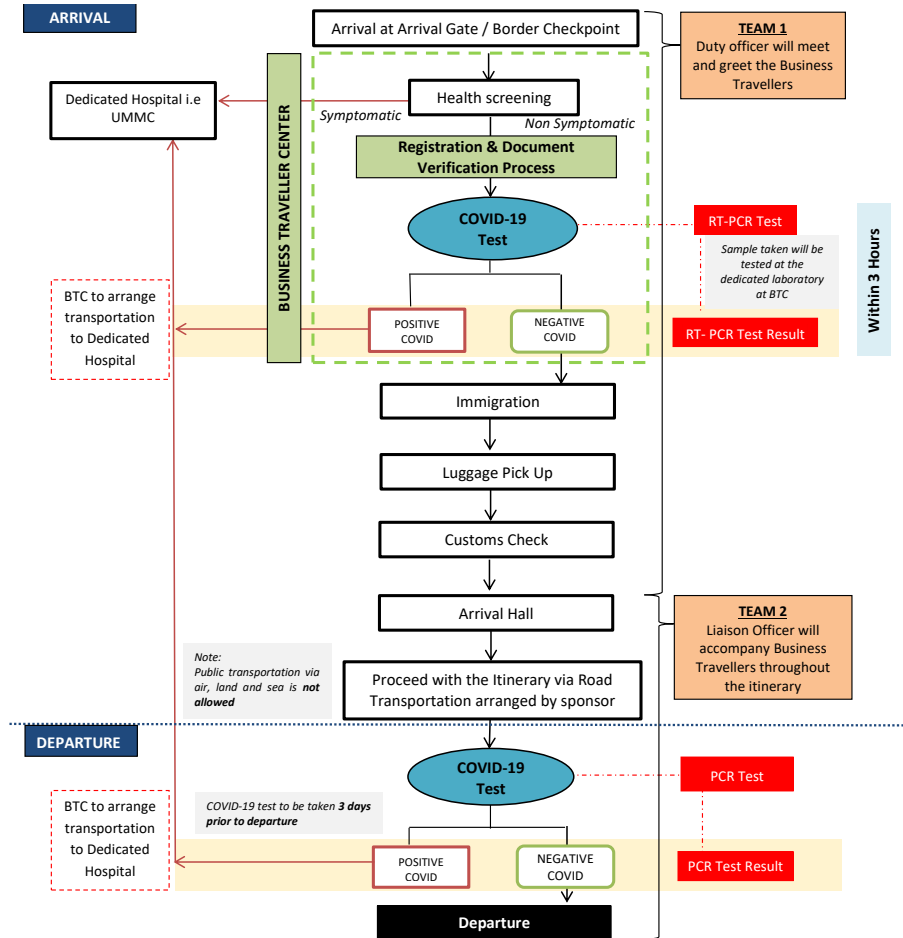 ARRIVAL
Arrival at Arrival Gate / Border Checkpoint
TEAM 1
Duty officer will meet
and greet the Business
Travellers
Dedicated Hospital i.e
UMMC
Health screening
Symptomatic
Non Symptomatic
BUSINESS TRAVELLER CENTER
Registration & Document
Verification Process
COVID-19
Test
RT-PCR Test
Sample taken will be
tested at the
dedicated laboratory
at BTC
Within 3 Hours
BTC to arrange
transportation
to Dedicated
Hospital
POSITIVE
COVID
NEGATIVE
COVID
RT- PCR Test Result
Immigration
Luggage Pick Up
Customs Check
Arrival Hall
TEAM 2
Liaison Officer will
accompany Business
Travellers throughout
the itinerary
Note:
Public transportation via
air, land and sea is not
allowed
Proceed with the Itinerary via Road
Transportation arranged by sponsor
DEPARTURE
COVID-19
Test
PCR Test
BTC to arrange
transportation
to Dedicated
Hospital
COVID-19 test to be taken 3 days
prior to departure
POSITIVE
COVID
NEGATIVE
COVID
PCR Test Result
Departure